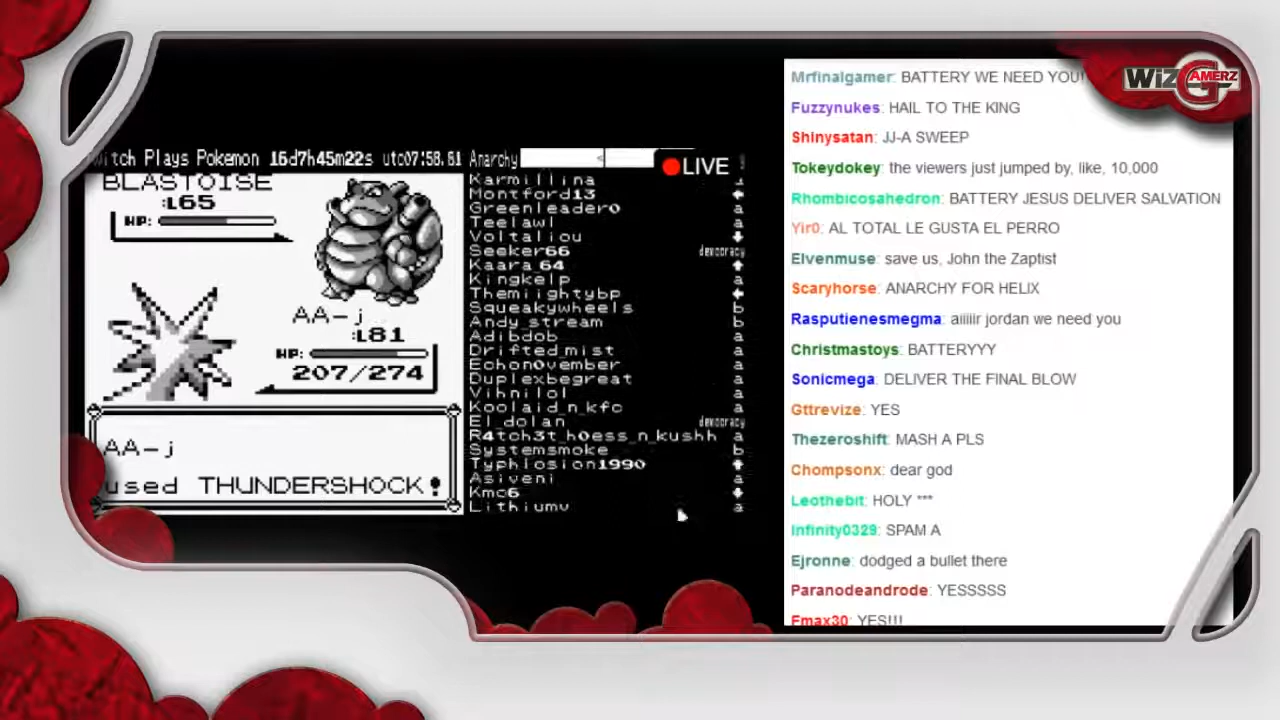 WIZ GAMERZ
witch Plays Pokemon 16d7h45m22s utc07:58.61 Anarchy
LIVE
BLASTOISE
:L65
HP:
AA-j
:L81
HP:
207/274
AA-j
used THUNDERSHOCK!
Karmillina
Montford13
Greenleader0 a
Teelawl a
Voltaliou
Seeker66 democracy
Kaara_64
Kingkelp a
Themiightybp
Squeakywheels b
Andy_stream b
Adibdob a
Drifted_mist a
Echon0vember a
Duplexbegreat a
Vihnilol a
Koolaid_n_kfc a
El_dolan democracy
R4tch3t_h0ess_n_kushh a
Systemsmoke b
Typhlosion1990
Asiveni a
Kmc6
Lithiumv a
Mrfinalgamer: BATTERY WE NEED YOU!
Fuzzynukes: HAIL TO THE KING
Shinysatan: JJ-A SWEEP
Tokeydokey: the viewers just jumped by, like, 10,000
Rhombicosahedron: BATTERY JESUS DELIVER SALVATION
Yir0: AL TOTAL LE GUSTA EL PERRO
Elvenmuse: save us, John the Zaptist
Scaryhorse: ANARCHY FOR HELIX
Rasputienesmegma: aiiiiir jordan we need you
Christmastoys: BATTERYYY
Sonicmega: DELIVER THE FINAL BLOW
Gttrevize: YES
Thezeroshift: MASH A PLS
Chompsonx: dear god
Leothebit: HOLY ***
Infinity0329: SPAM A
Ejronne: dodged a bullet there
Paranodeandrode: YESSSSS
Fmax30: YES!!!